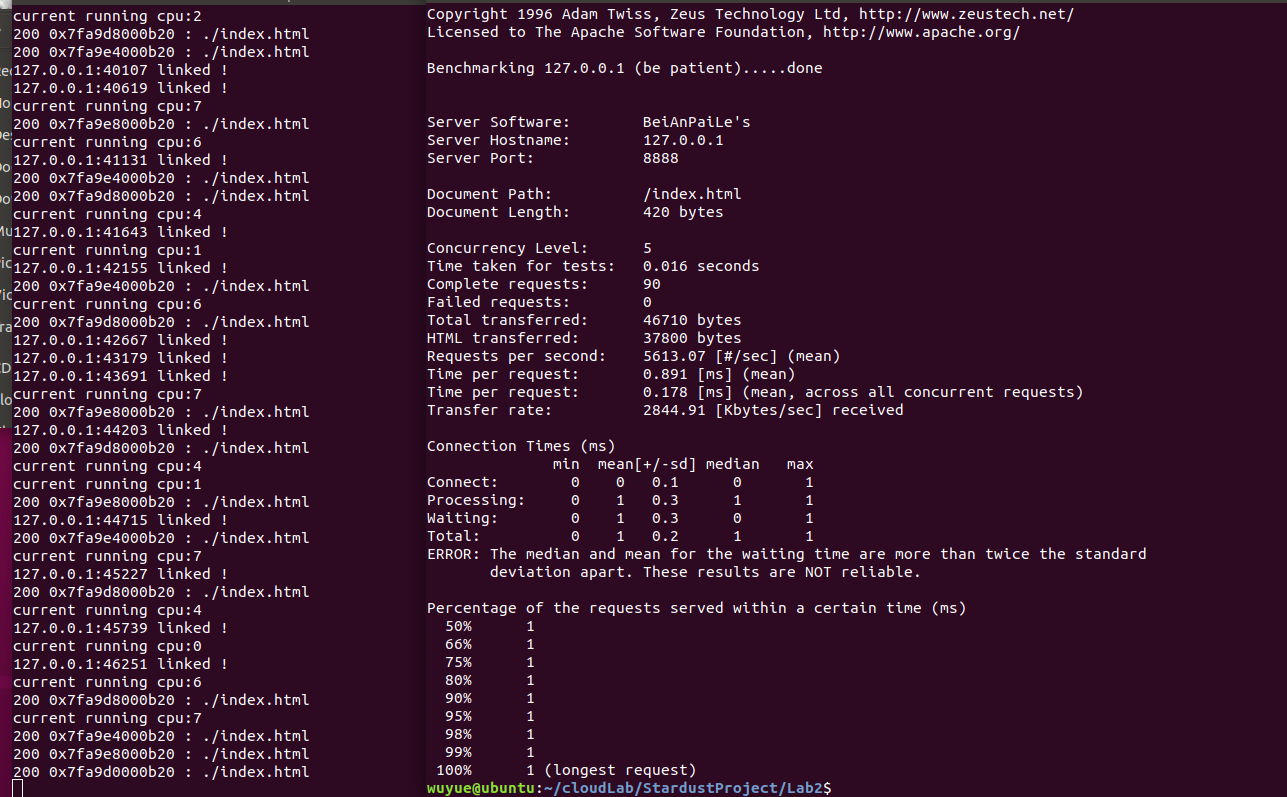 current running cpu:2
200 0x7fa9d8000b20 : ./index.html
200 0x7fa9e4000b20 : ./index.html
127.0.0.1:40107 linked !
127.0.0.1:40619 linked !
current running cpu:7
200 0x7fa9e8000b20 : ./index.html
current running cpu:6
127.0.0.1:41131 linked !
200 0x7fa9e4000b20 : ./index.html
200 0x7fa9d8000b20 : ./index.html
current running cpu:4
127.0.0.1:41643 linked !
current running cpu:1
127.0.0.1:42155 linked !
200 0x7fa9e4000b20 : ./index.html
current running cpu:6
200 0x7fa9d8000b20 : ./index.html
127.0.0.1:42667 linked !
127.0.0.1:43179 linked !
127.0.0.1:43691 linked !
current running cpu:7
200 0x7fa9e8000b20 : ./index.html
127.0.0.1:44203 linked !
200 0x7fa9d8000b20 : ./index.html
current running cpu:4
current running cpu:1
200 0x7fa9e8000b20 : ./index.html
127.0.0.1:44715 linked !
200 0x7fa9e4000b20 : ./index.html
current running cpu:7
127.0.0.1:45227 linked !
200 0x7fa9d8000b20 : ./index.html
current running cpu:4
127.0.0.1:45739 linked !
current running cpu:0
127.0.0.1:46251 linked !
current running cpu:6
200 0x7fa9d8000b20 : ./index.html
current running cpu:7
200 0x7fa9e4000b20 : ./index.html
200 0x7fa9e8000b20 : ./index.html
200 0x7fa9d0000b20 : ./index.html
Copyright 1996 Adam Twiss, Zeus Technology Ltd, http://www.zeustech.net/
Licensed to The Apache Software Foundation, http://www.apache.org/
Benchmarking 127.0.0.1 (be patient).....done
Server Software: BeiAnPaiLe's
Server Hostname: 127.0.0.1
Server Port: 8888
Document Path: /index.html
Document Length: 420 bytes
Concurrency Level: 5
Time taken for tests: 0.016 seconds
Complete requests: 90
Failed requests: 0
Total transferred: 46710 bytes
HTML transferred: 37800 bytes
Requests per second: 5613.07 [#/sec] (mean)
Time per request: 0.891 [ms] (mean)
Time per request: 0.178 [ms] (mean, across all concurrent requests)
Transfer rate: 2844.91 [Kbytes/sec] received
Connection Times (ms)
min mean[+/-sd] median max
Connect: 0 0 0.1 0 1
Processing: 0 1 0.3 1 1
Waiting: 0 1 0.3 0 1
Total: 0 1 0.2 1 1
ERROR: The median and mean for the waiting time are more than twice the standard
deviation apart. These results are NOT reliable.
Percentage of the requests served within a certain time (ms)
50% 1
66% 1
75% 1
80% 1
90% 1
95% 1
98% 1
99% 1
100% 1 (longest request)
wuyue@ubuntu:~/cloudLab/StardustProject/Lab2$